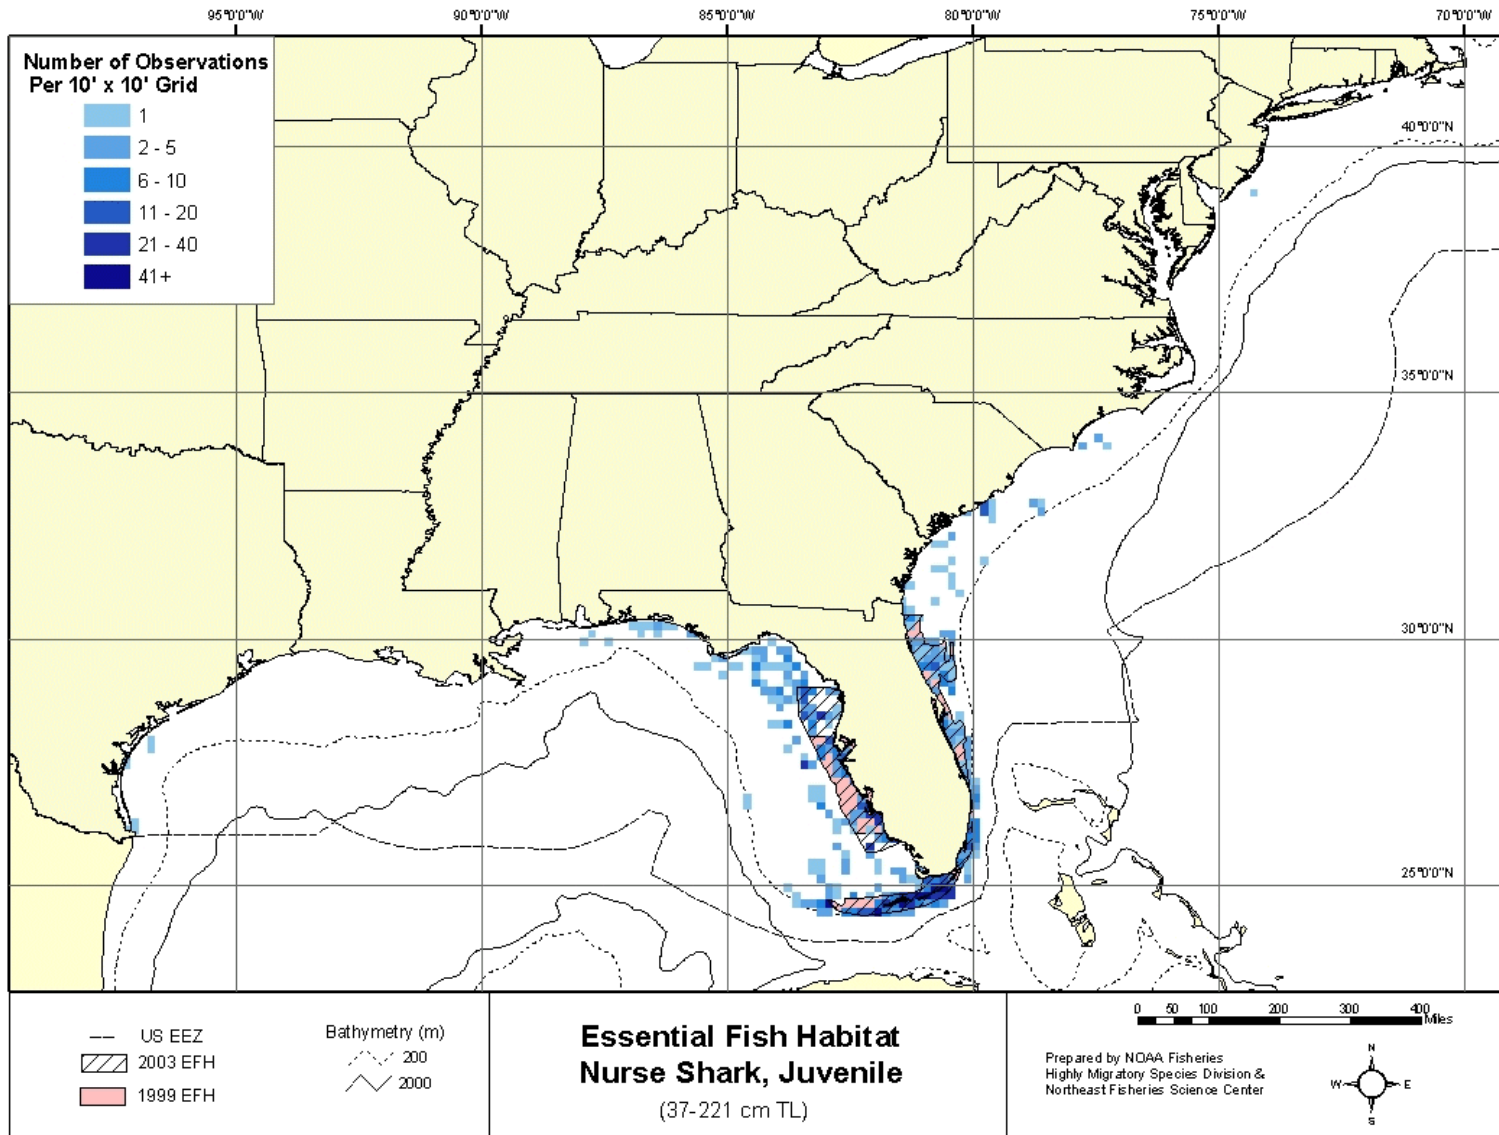 95°0'0"W 90°0'0"W 85°0'0"W 80°0'0"W 75°0'0"W 70°0'0"W
Number of Observations
Per 10' x 10' Grid
1
2 - 5
6 - 10
11 - 20
21 - 40
41+
40°0'0"N
35°0'0"N
30°0'0"N
25°0'0"N
US EEZ
2003 EFH
1999 EFH
Bathymetry (m)
200
2000
Essential Fish Habitat
Nurse Shark, Juvenile
(37-221 cm TL)
0 50 100 200 300 400
Miles
Prepared by NOAA Fisheries
Highly Migratory Species Division &
Northeast Fisheries Science Center
N
W E
S